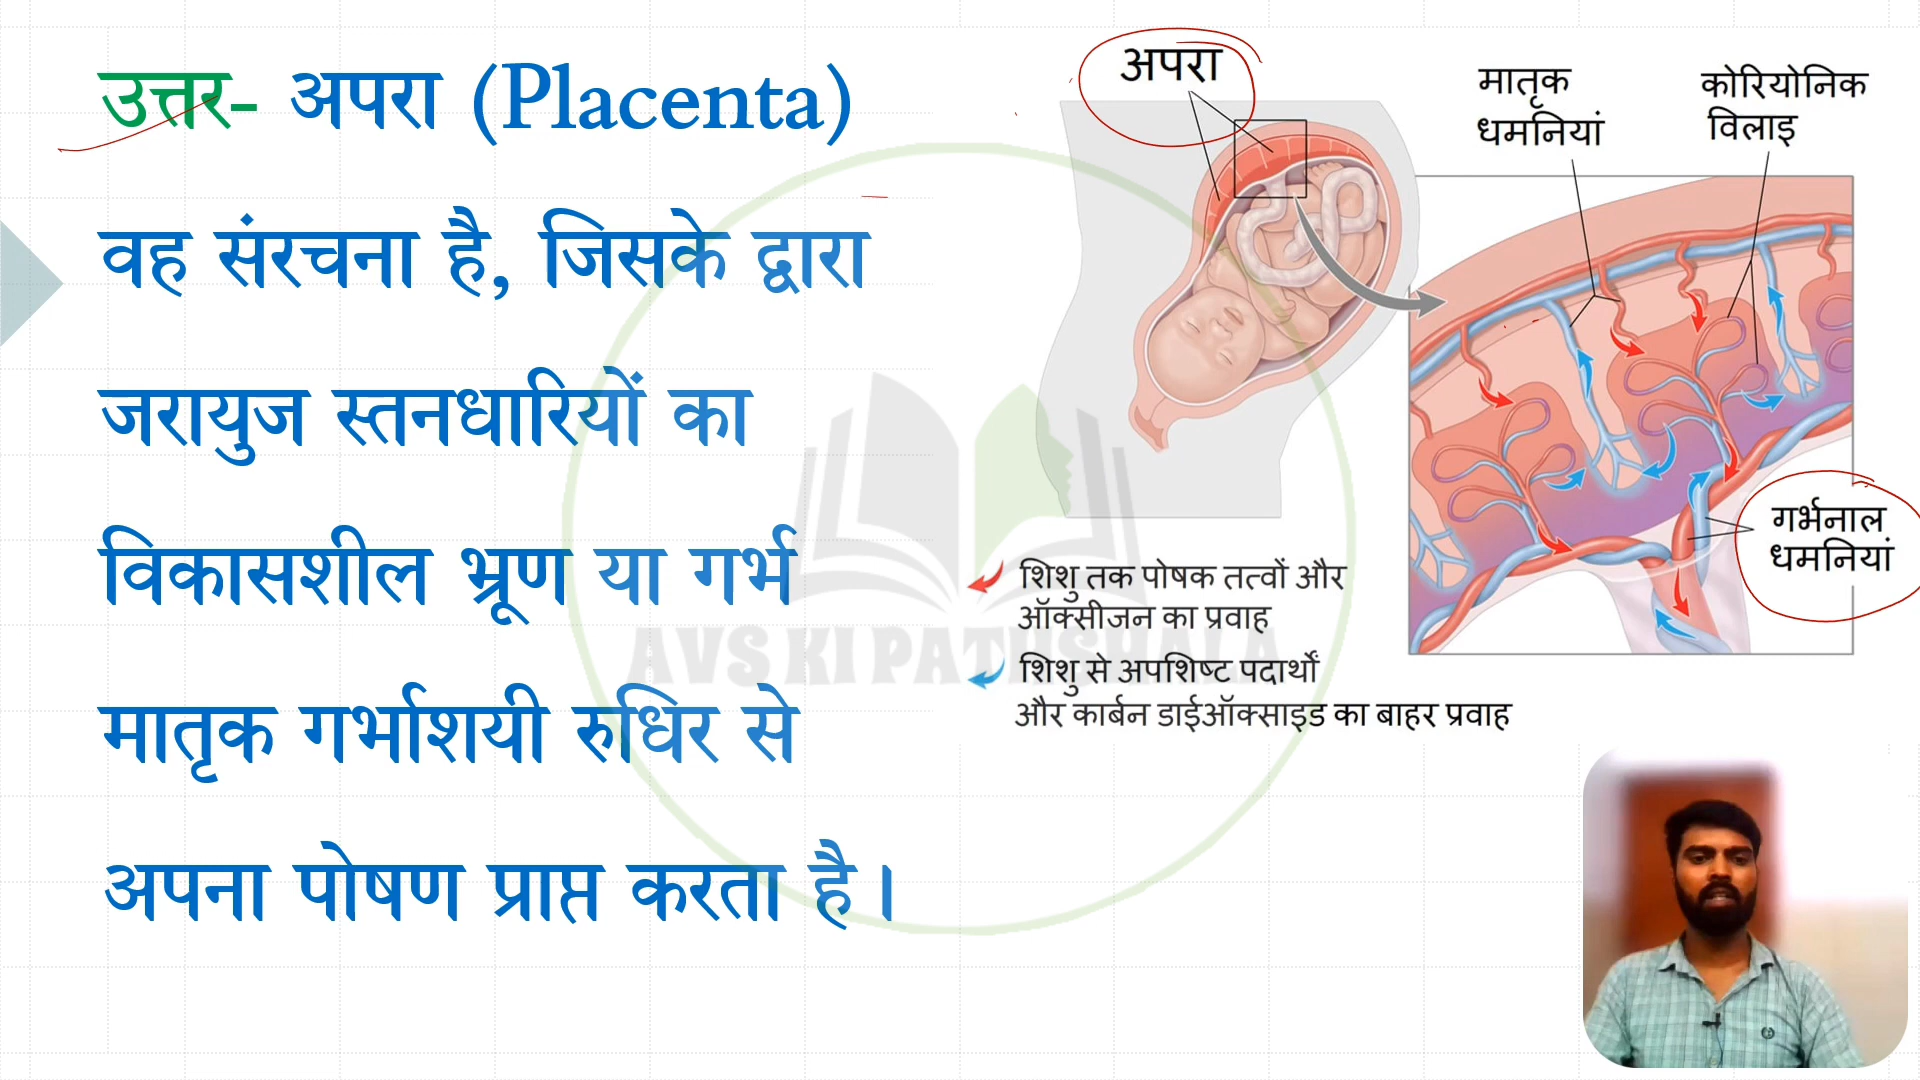 उत्तर- अपरा (Placenta)
वह संरचना है, जिसके द्वारा
जरायुज स्तनधारियों का
विकासशील भ्रूण या गर्भ
मातृक गर्भाशयी रुधिर से
अपना पोषण प्राप्त करता है।
अपरा
मातृक
धमनियां
कोरियोनिक
विलाइ
गर्भनाल
धमनियां
शिशु तक पोषक तत्वों और
ऑक्सीजन का प्रवाह
शिशु से अपशिष्ट पदार्थों
और कार्बन डाईऑक्साइड का बाहर प्रवाह
AVS KI PATHSHALA